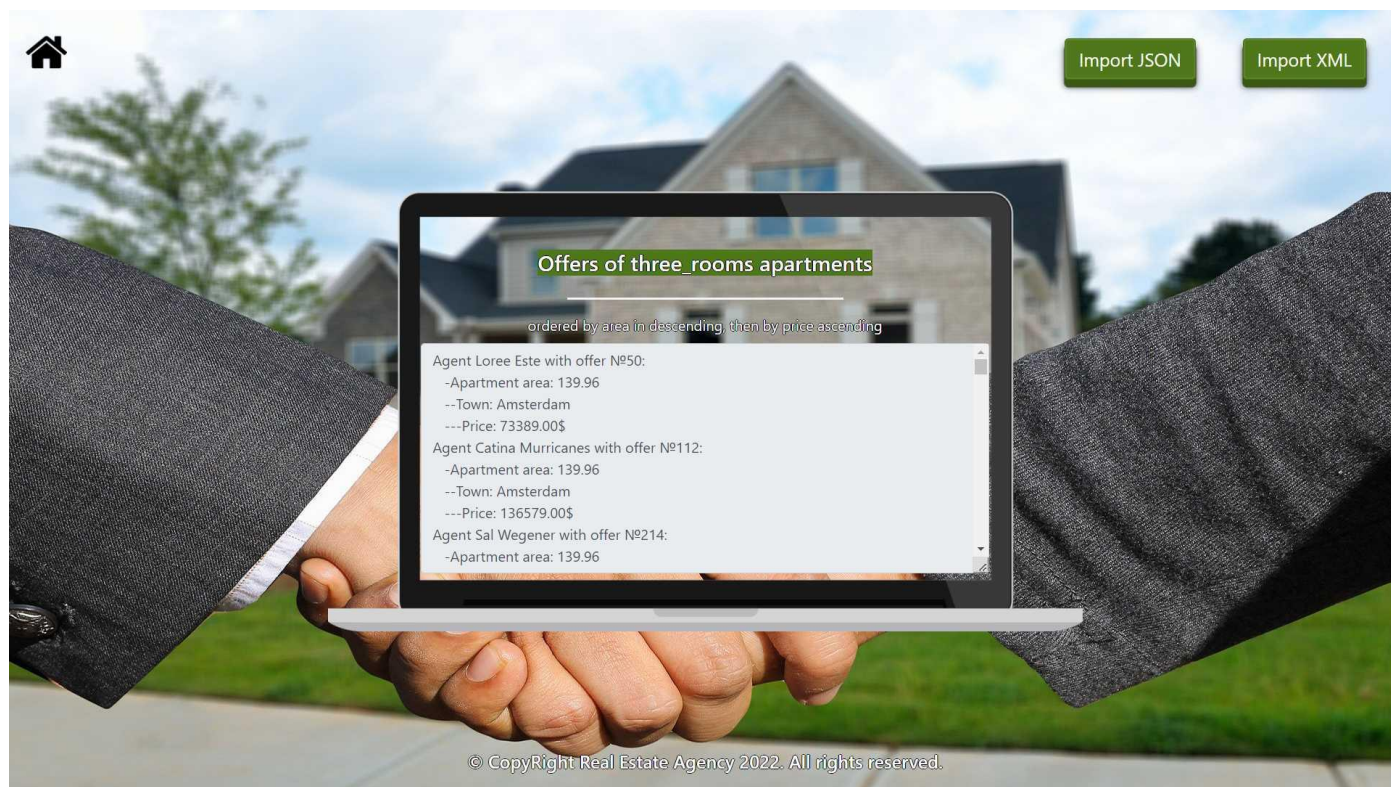 Import JSON
Import XML
Offers of three_rooms apartments
ordered by area in descending, then by price ascending
Agent Loree Este with offer №50:
-Apartment area: 139.96
--Town: Amsterdam
---Price: 73389.00$
Agent Catina Murricanes with offer №112:
-Apartment area: 139.96
--Town: Amsterdam
---Price: 136579.00$
Agent Sal Wegener with offer №214:
-Apartment area: 139.96
© CopyRight Real Estate Agency 2022. All rights reserved.